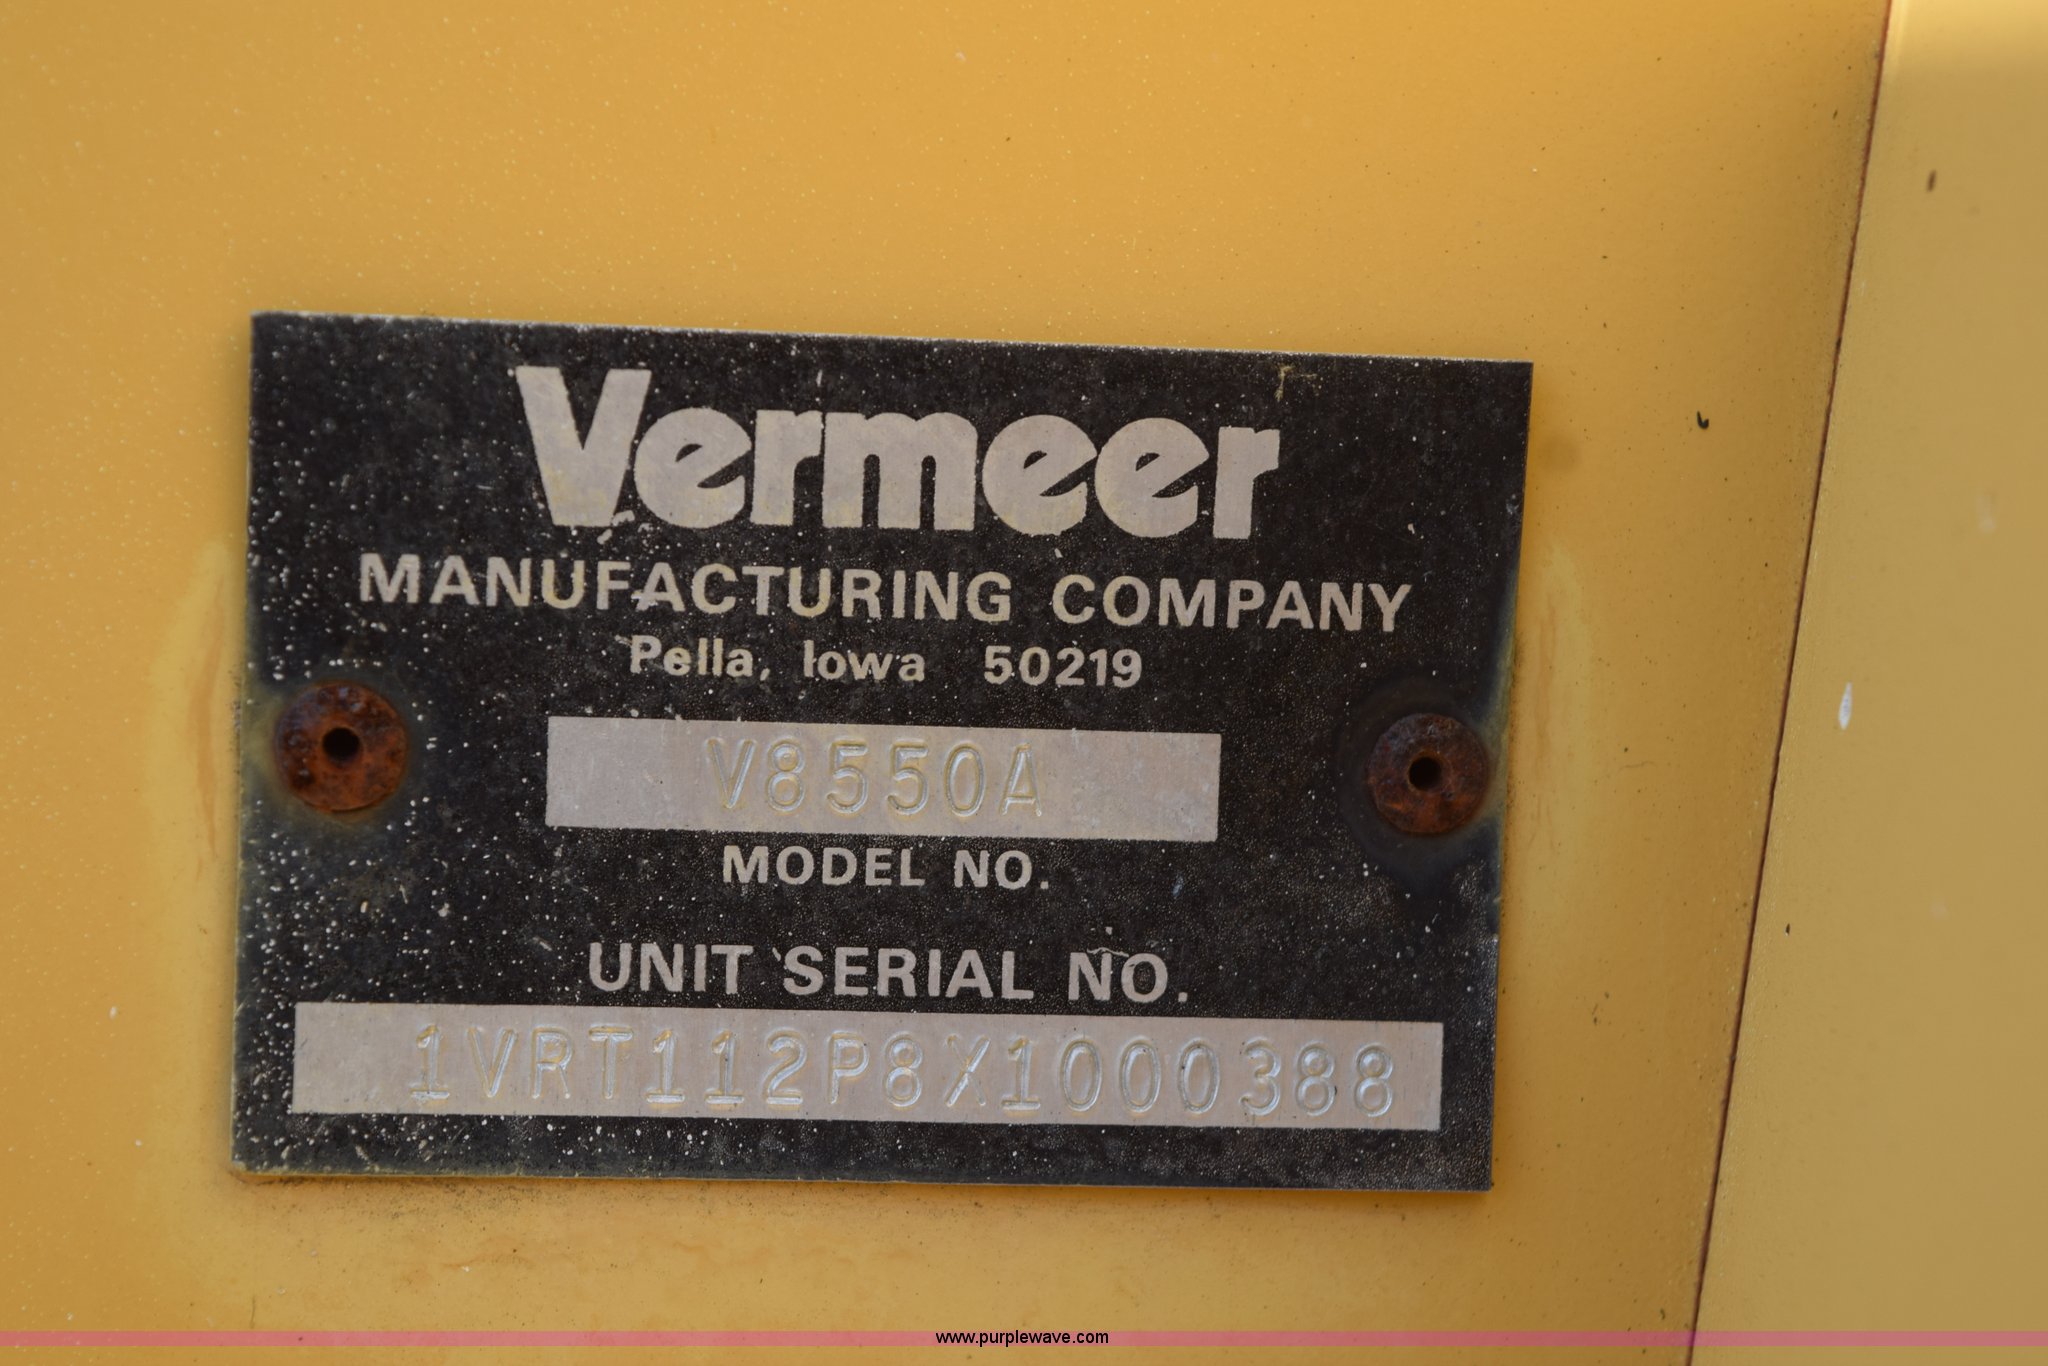 Vermeer
MANUFACTURING COMPANY
Pella, Iowa 50219
V8550A
MODEL NO.
UNIT SERIAL NO.
1VRT112P8X1000388
www.purplewave.com